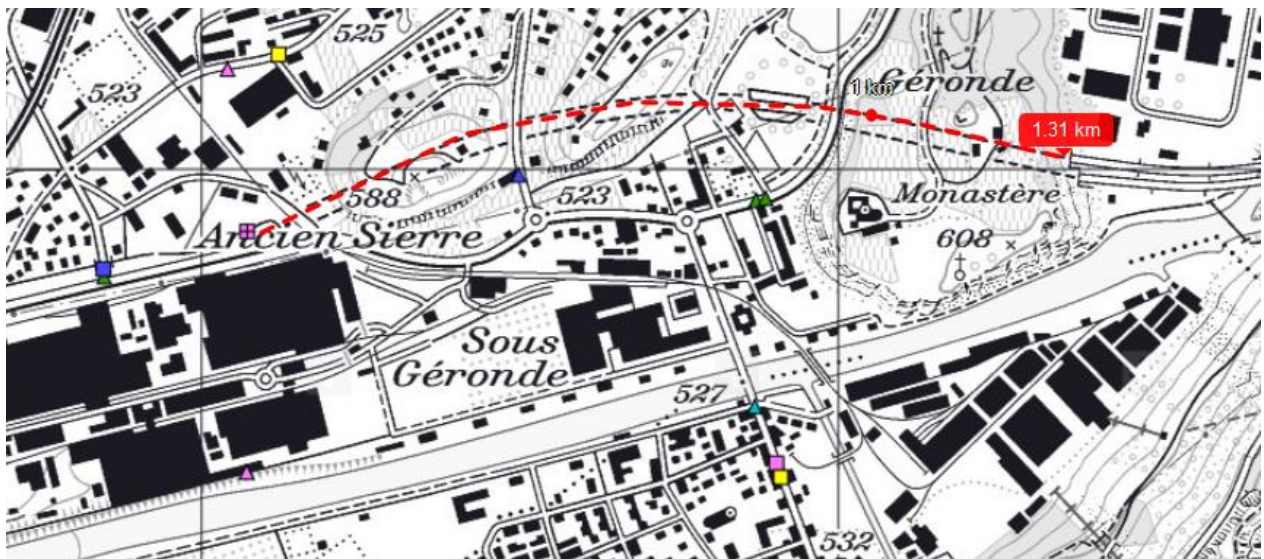 525
523
1 km
Géronde
1.31 km
588
523
Monastère
Ancien Sierre
608
Sous
Géronde
527
532